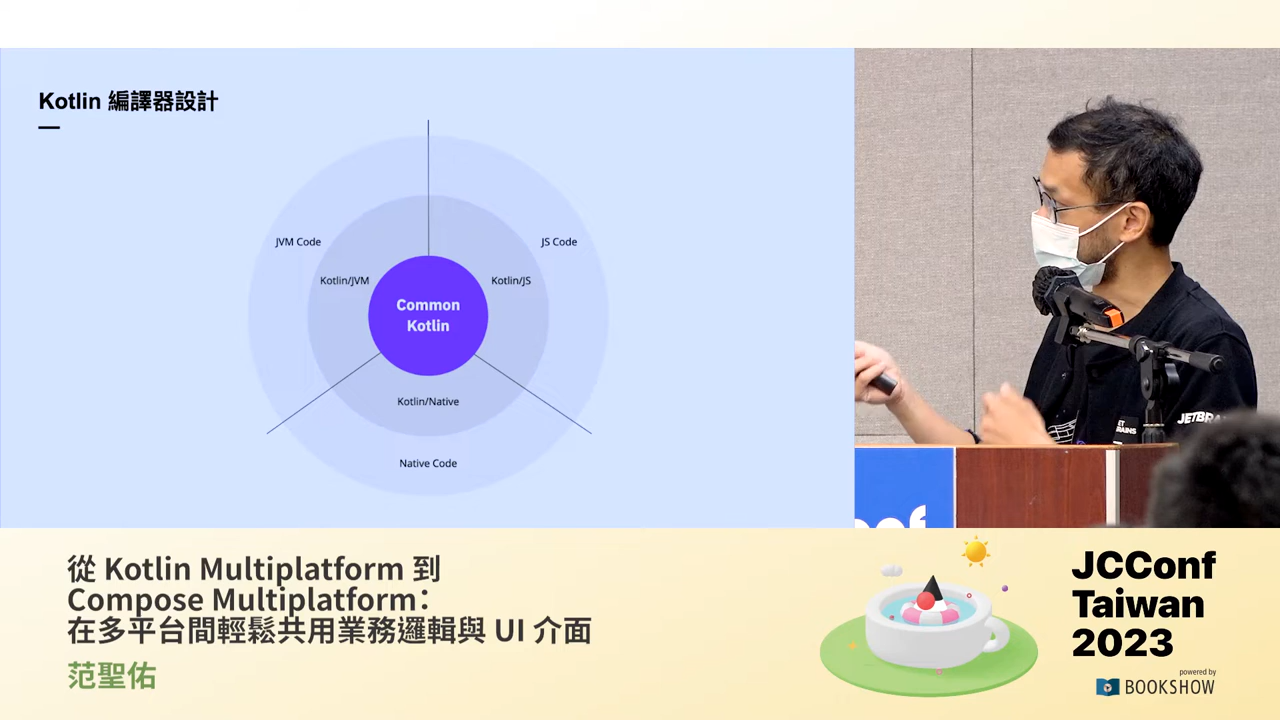 Kotlin 編譯器設計
JVM Code
JS Code
Kotlin/JVM
Kotlin/JS
Common
Kotlin
Kotlin/Native
Native Code
JETBRA
ET
RAINS
從 Kotlin Multiplatform 到
Compose Multiplatform：
在多平台間輕鬆共用業務邏輯與 UI 介面
范聖佑
JCConf
Taiwan
2023
powered by
BOOKSHOW